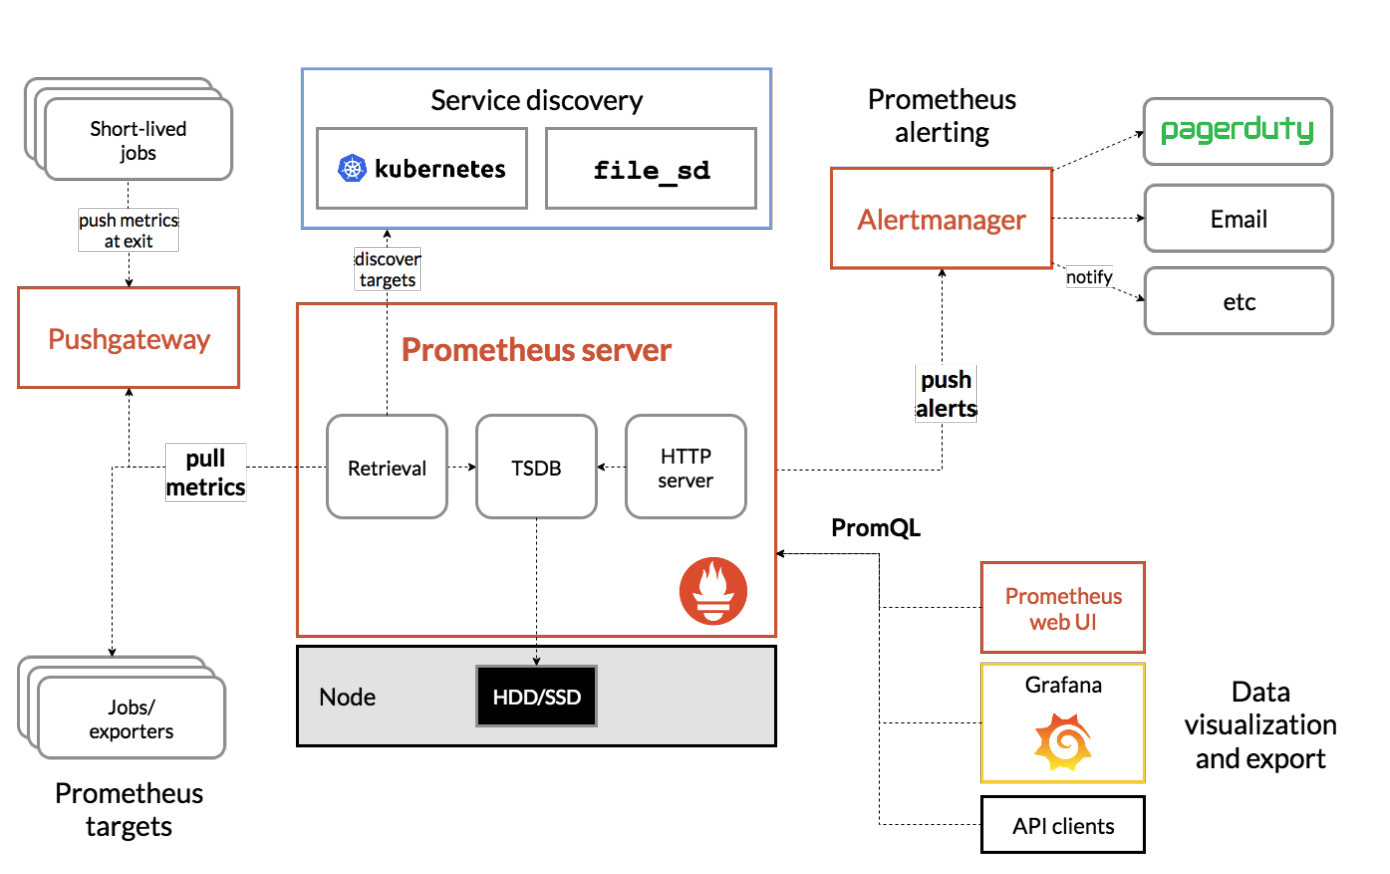 Short-lived
jobs
push metrics
at exit
Pushgateway
pull
metrics
Jobs/
exporters
Prometheus
targets
Service discovery
kubernetes
file_sd
discover
targets
Prometheus server
Retrieval
TSDB
HTTP
server
Node
HDD/SSD
Prometheus
alerting
Alertmanager
pagerduty
Email
notify
etc
push
alerts
PromQL
Prometheus
web UI
Grafana
API clients
Data
visualization
and export